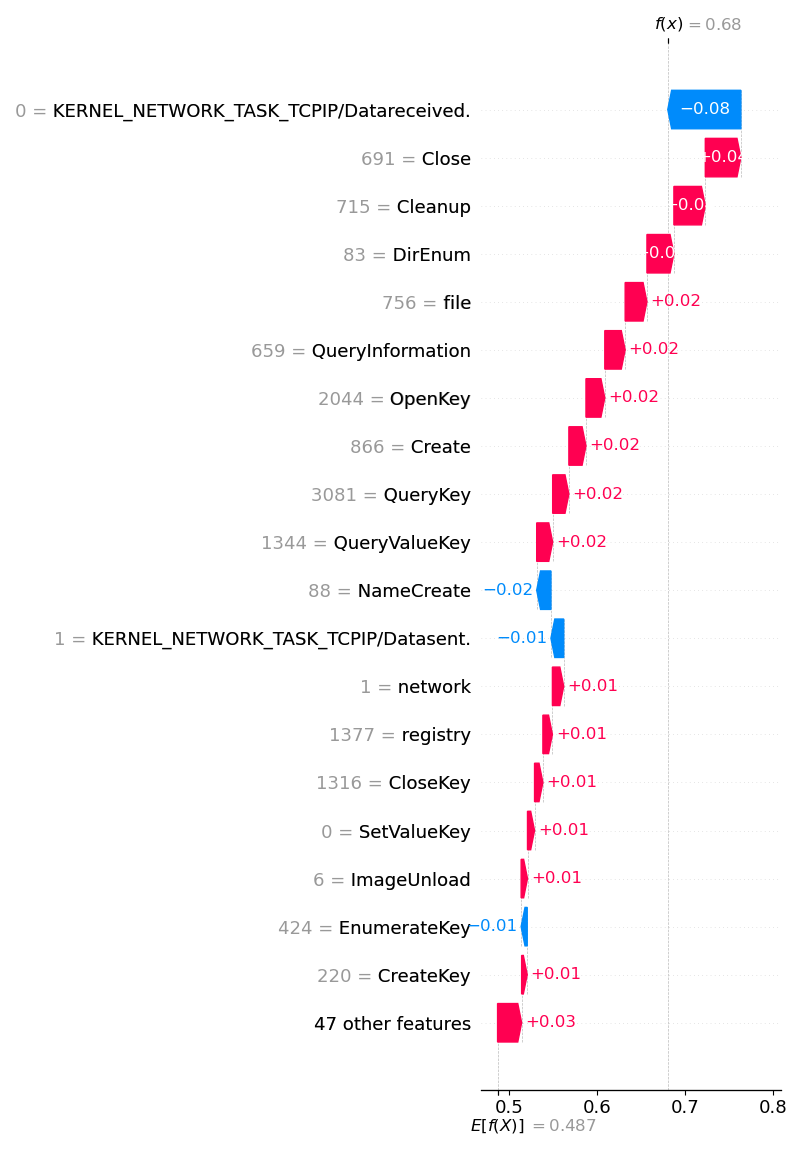 f(x) = 0.68
0 = KERNEL_NETWORK_TASK_TCPIP/Datareceived. −0.08
691 = Close +0.04
715 = Cleanup
83 = DirEnum
756 = file +0.02
659 = QueryInformation +0.02
2044 = OpenKey +0.02
866 = Create +0.02
3081 = QueryKey +0.02
1344 = QueryValueKey +0.02
88 = NameCreate −0.02
1 = KERNEL_NETWORK_TASK_TCPIP/Datasent. −0.01
1 = network +0.01
1377 = registry +0.01
1316 = CloseKey +0.01
0 = SetValueKey +0.01
6 = ImageUnload +0.01
424 = EnumerateKey −0.01
220 = CreateKey +0.01
47 other features +0.03
0.5 0.6 0.7 0.8
E[f(X)] = 0.487